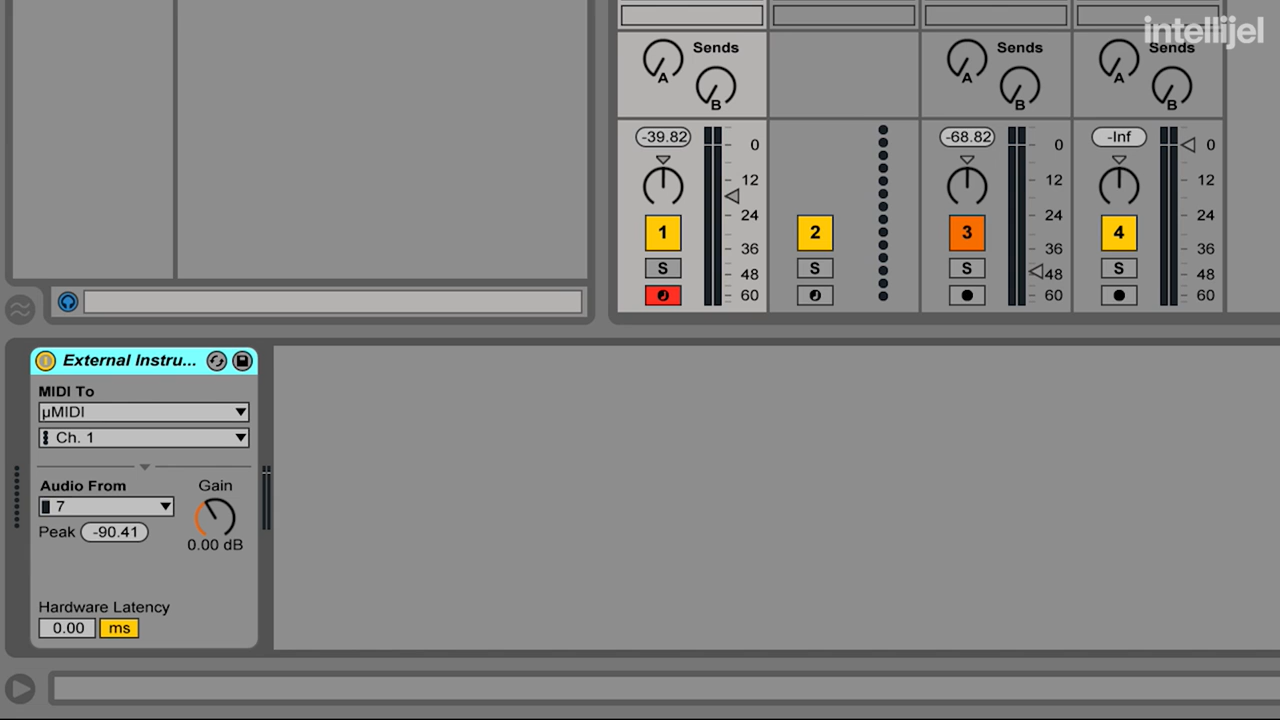 intellijel
Sends Sends Sends
A A A
B B B
-39.82 -68.82 -Inf
0 0 0
12 12 12
24 24 24
1 2 3 4
36 36 36
S S S S
48 48 48
60 60 60
External Instru...
MIDI To
µMIDI
Ch. 1
Audio From Gain
7
Peak -90.41
0.00 dB
Hardware Latency
0.00 ms